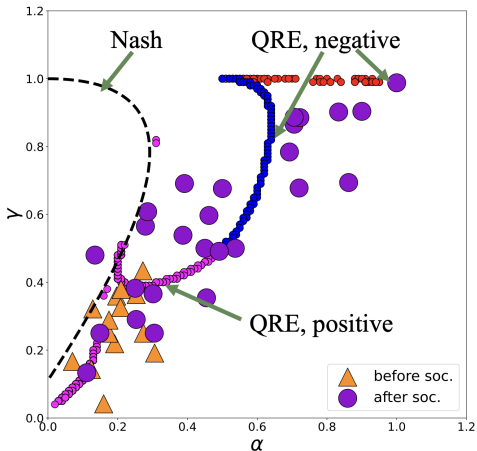 1.2
1.0
0.8
0.6
0.4
0.2
0.0
γ
Nash
QRE, negative
QRE, positive
before soc.
after soc.
0.0 0.2 0.4 0.6 0.8 1.0 1.2
α